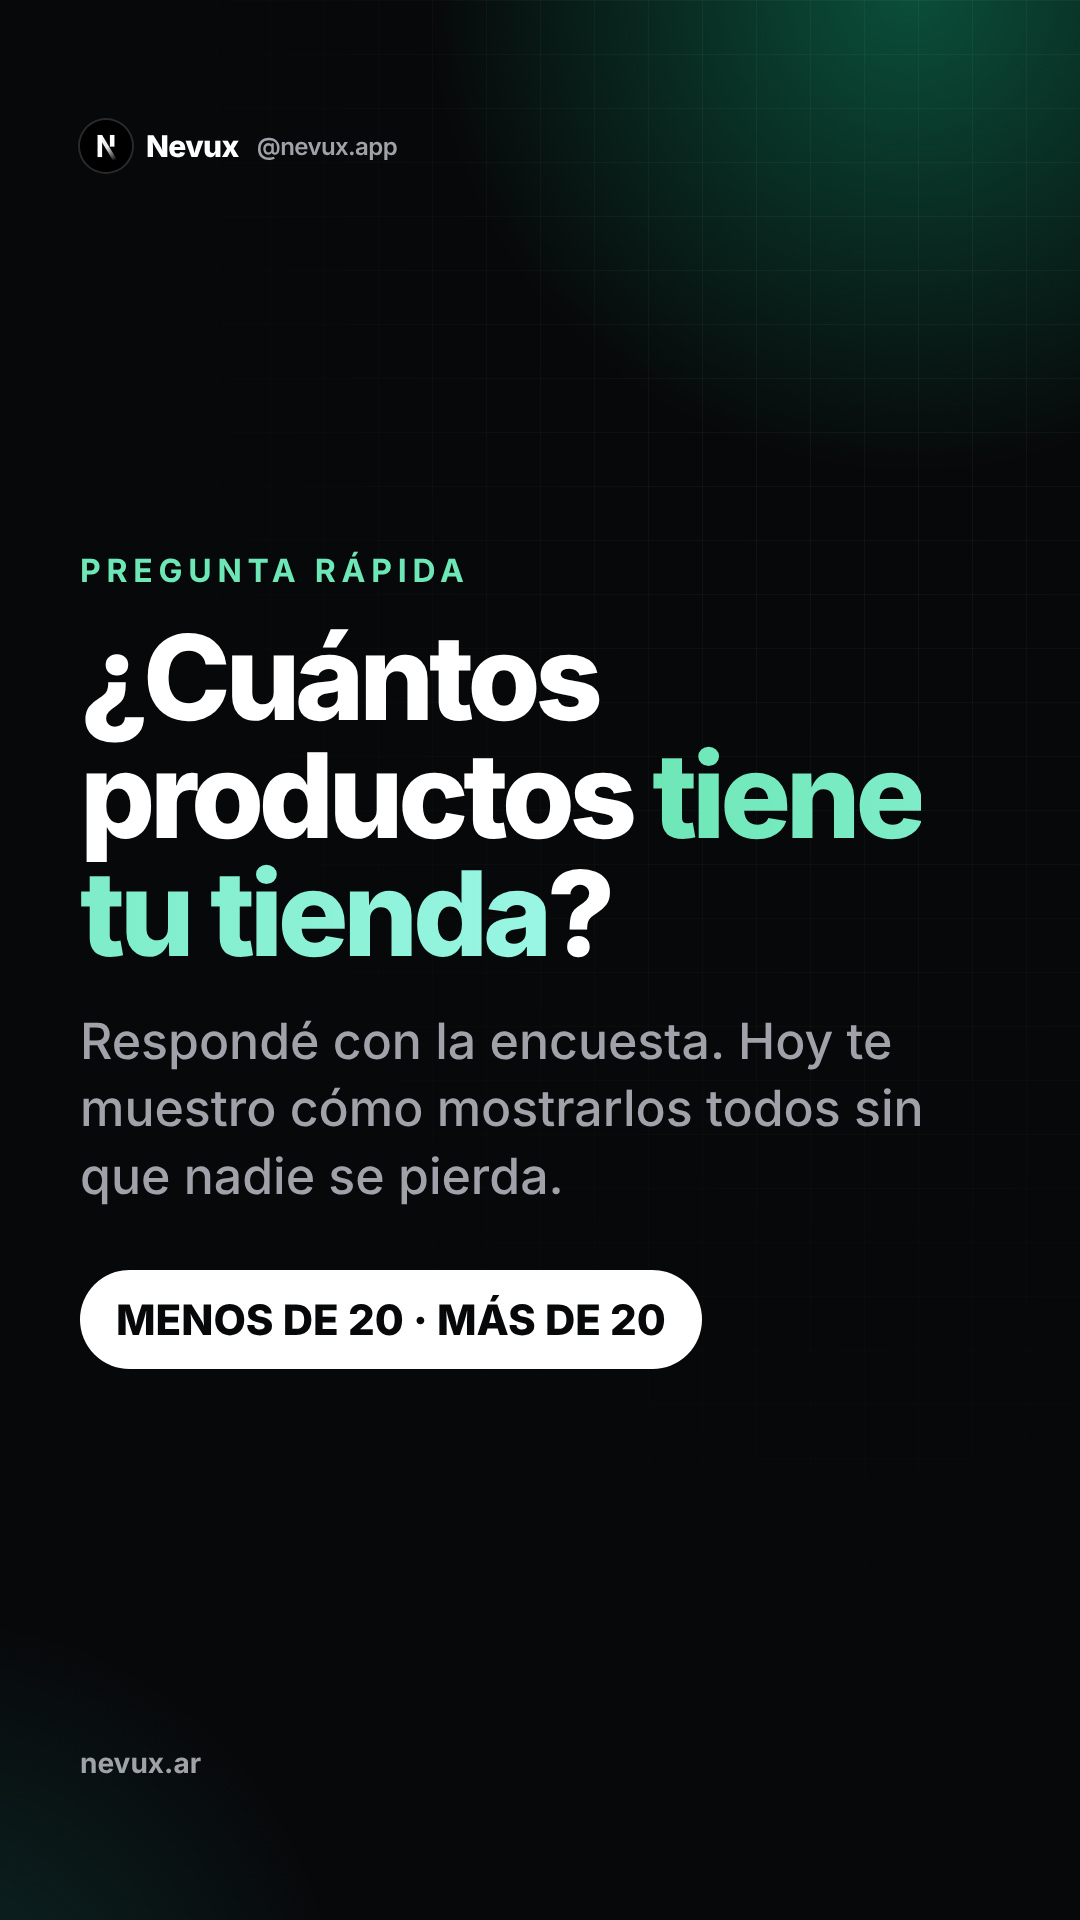 N Nevux @nevux.app
PREGUNTA RÁPIDA
¿Cuántos
productos tiene
tu tienda?
Respondé con la encuesta. Hoy te
muestro cómo mostrarlos todos sin
que nadie se pierda.
MENOS DE 20 · MÁS DE 20
nevux.ar